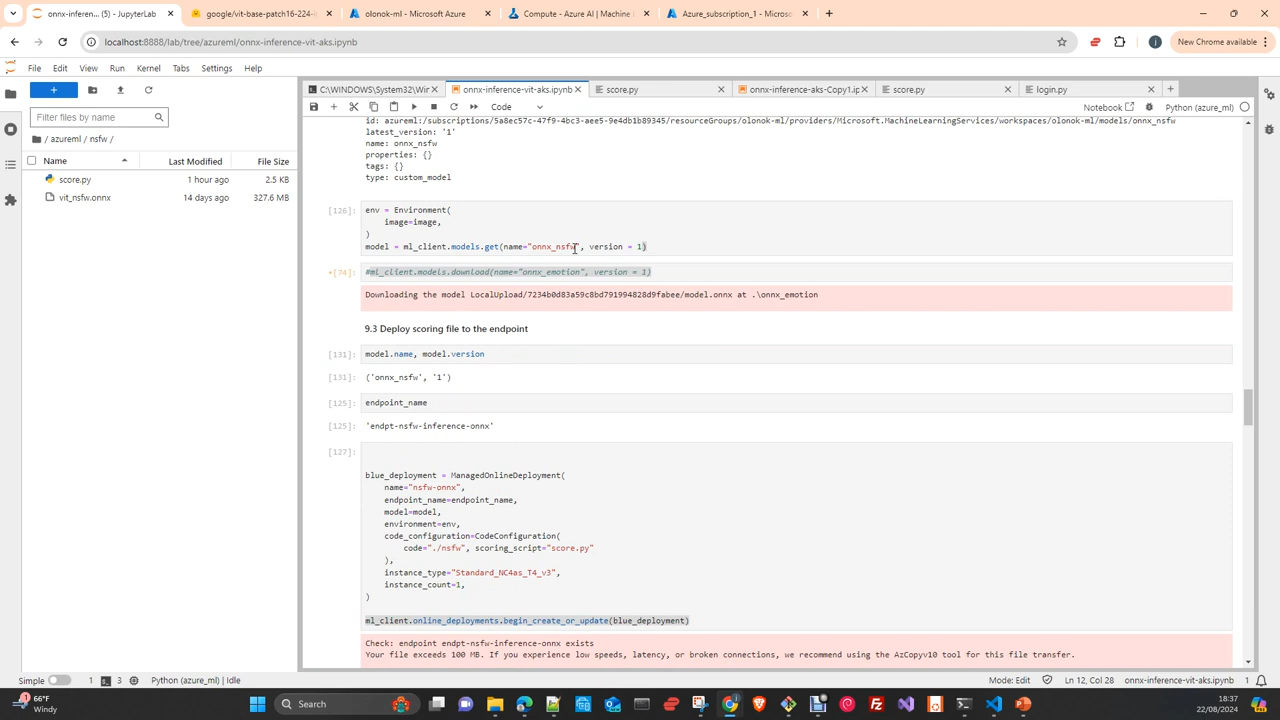 onnx-inferen... (5) - JupyterLab
google/vit-base-patch16-224-i
olonok-ml - Microsoft Azure
Compute - Azure AI | Machine
Azure_subscription_1 - Microso
localhost:8888/lab/tree/azureml/onnx-inference-vit-aks.ipynb
New Chrome available
File Edit View Run Kernel Tabs Settings Help
C:\WINDOWS\System32\Wir
onnx-inference-vit-aks.ipynb
score.py
onnx-inference-aks-Copy1.ip
score.py
login.py
Code
Notebook
Python (azure_ml)
Filter files by name
/ azureml / nsfw /
Name Last Modified File Size
score.py 1 hour ago 2.5 KB
vit_nsfw.onnx 14 days ago 327.6 MB
id: azureml:/subscriptions/5a8ec57c-47f9-4bc3-aee5-9e4db1b89345/resourceGroups/olonok-ml/providers/Microsoft.MachineLearningServices/workspaces/olonok-ml/models/onnx_nsfw
latest_version: '1'
name: onnx_nsfw
properties: {}
tags: {}
type: custom_model
[126]: env = Environment(
image=image,
)
model = ml_client.models.get(name="onnx_nsfw", version = 1)
[74]: #ml_client.models.download(name="onnx_emotion", version = 1)
Downloading the model LocalUpload/7234b0d83a59c8bd791994828d9fabee/model.onnx at .\onnx_emotion
9.3 Deploy scoring file to the endpoint
[131]: model.name, model.version
[131]: ('onnx_nsfw', '1')
[125]: endpoint_name
[125]: 'endpt-nsfw-inference-onnx'
[127]:
blue_deployment = ManagedOnlineDeployment(
name="nsfw-onnx",
endpoint_name=endpoint_name,
model=model,
environment=env,
code_configuration=CodeConfiguration(
code="./nsfw", scoring_script="score.py"
),
instance_type="Standard_NC4as_T4_v3",
instance_count=1,
)
ml_client.online_deployments.begin_create_or_update(blue_deployment)
Check: endpoint endpt-nsfw-inference-onnx exists
Your file exceeds 100 MB. If you experience low speeds, latency, or broken connections, we recommend using the AzCopyv10 tool for this file transfer.
Simple 1 3 Python (azure_ml) | Idle
Mode: Edit Ln 12, Col 28 onnx-inference-vit-aks.ipynb 1
66°F
Windy
Search
18:37
22/08/2024